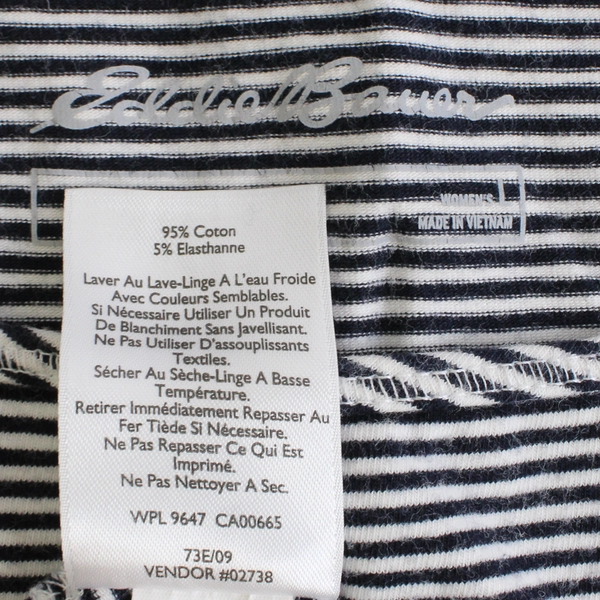 Eddie Bauer
WOMEN'S
MADE IN VIETNAM
95% Cotton
5% Elasthanne
Laver Au Lave-Linge A L'eau Froide
Avec Couleurs Semblables.
Si Nécessaire Utiliser Un Produit
De Blanchiment Sans Javellisant.
Ne Pas Utiliser D'assouplissants
Textiles.
Sécher Au Sèche-Linge A Basse
Température.
Retirer Immédiatement Repasser Au
Fer Tiède Si Nécessaire.
Ne Pas Repasser Ce Qui Est
Imprimé.
Ne Pas Nettoyer A Sec.
WPL 9647 CA00665
73E/09
VENDOR #02738